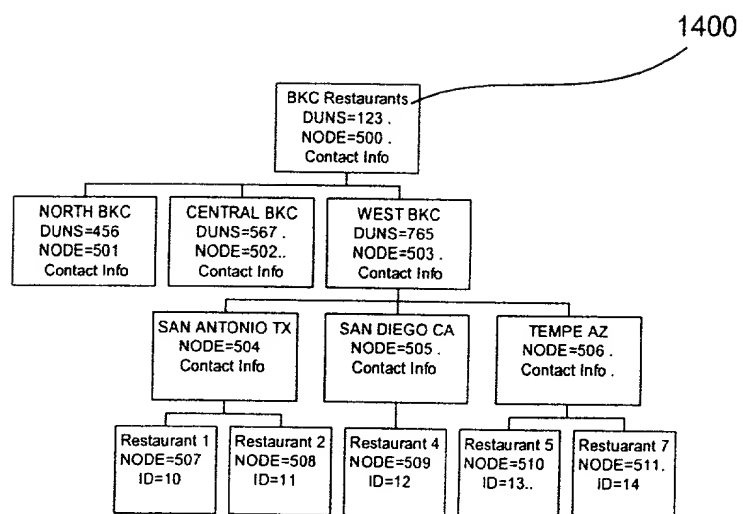 1400
BKC Restaurants
DUNS=123 .
NODE=500 .
Contact Info
NORTH BKC
DUNS=456
NODE=501
Contact Info
CENTRAL BKC
DUNS=567 .
NODE=502..
Contact Info
WEST BKC
DUNS=765
NODE=503 .
Contact Info
SAN ANTONIO TX
NODE=504
Contact Info
SAN DIEGO CA
NODE=505 .
Contact Info
TEMPE AZ
NODE=506 .
Contact Info .
Restaurant 1
NODE=507
ID=10
Restaurant 2
NODE=508
ID=11
Restaurant 4
NODE=509
ID=12
Restaurant 5
NODE=510
ID=13..
Restuarant 7
NODE=511.
ID=14